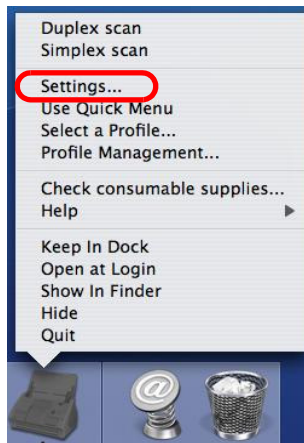 Duplex scan
Simplex scan
Settings...
Use Quick Menu
Select a Profile...
Profile Management...
Check consumable supplies...
Help
Keep In Dock
Open at Login
Show In Finder
Hide
Quit
@